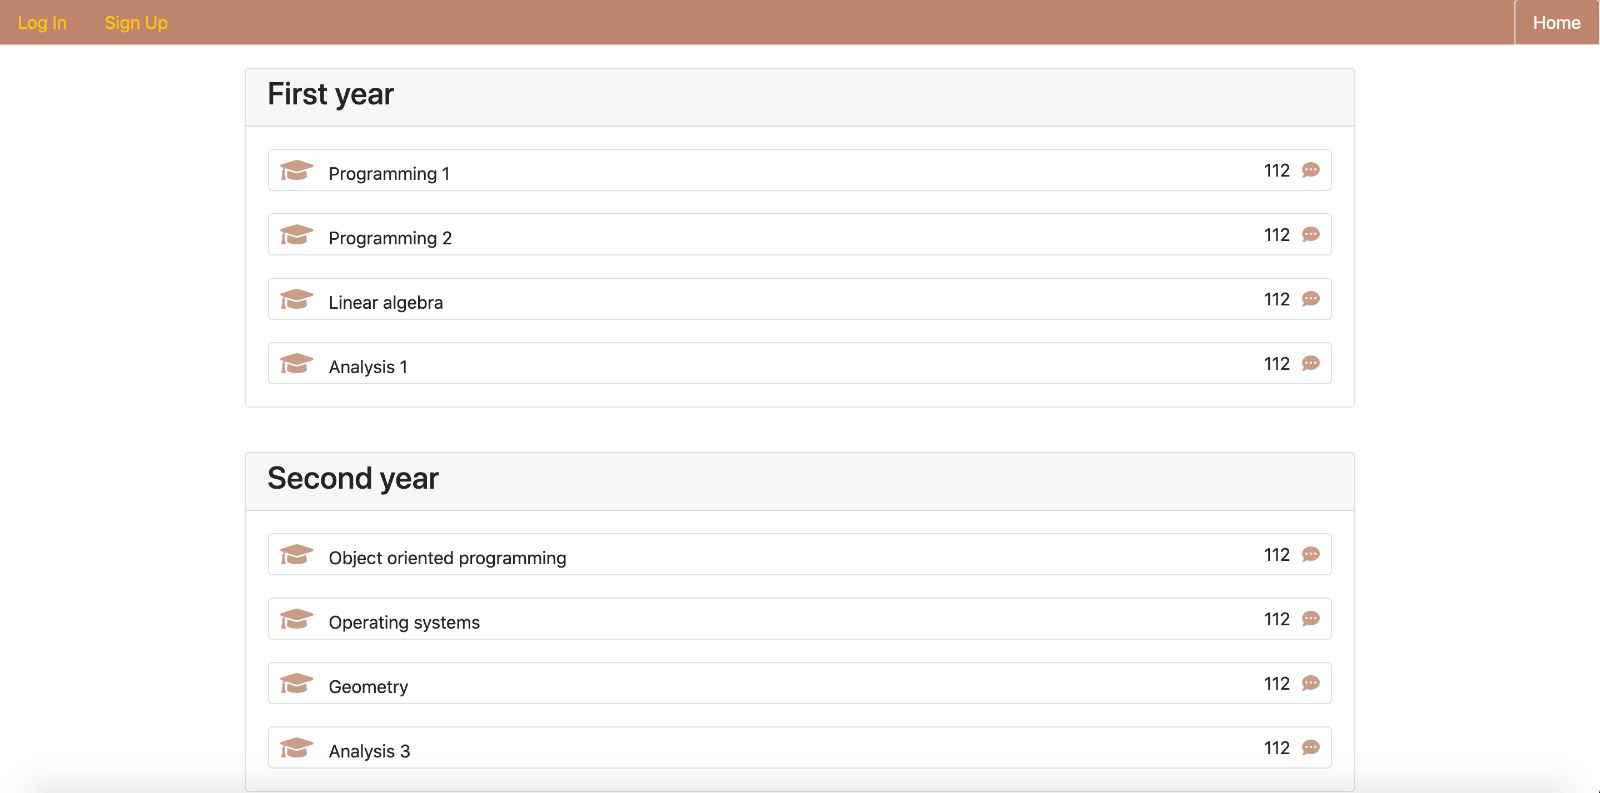 Log In Sign Up Home
First year
Programming 1 112
Programming 2 112
Linear algebra 112
Analysis 1 112
Second year
Object oriented programming 112
Operating systems 112
Geometry 112
Analysis 3 112